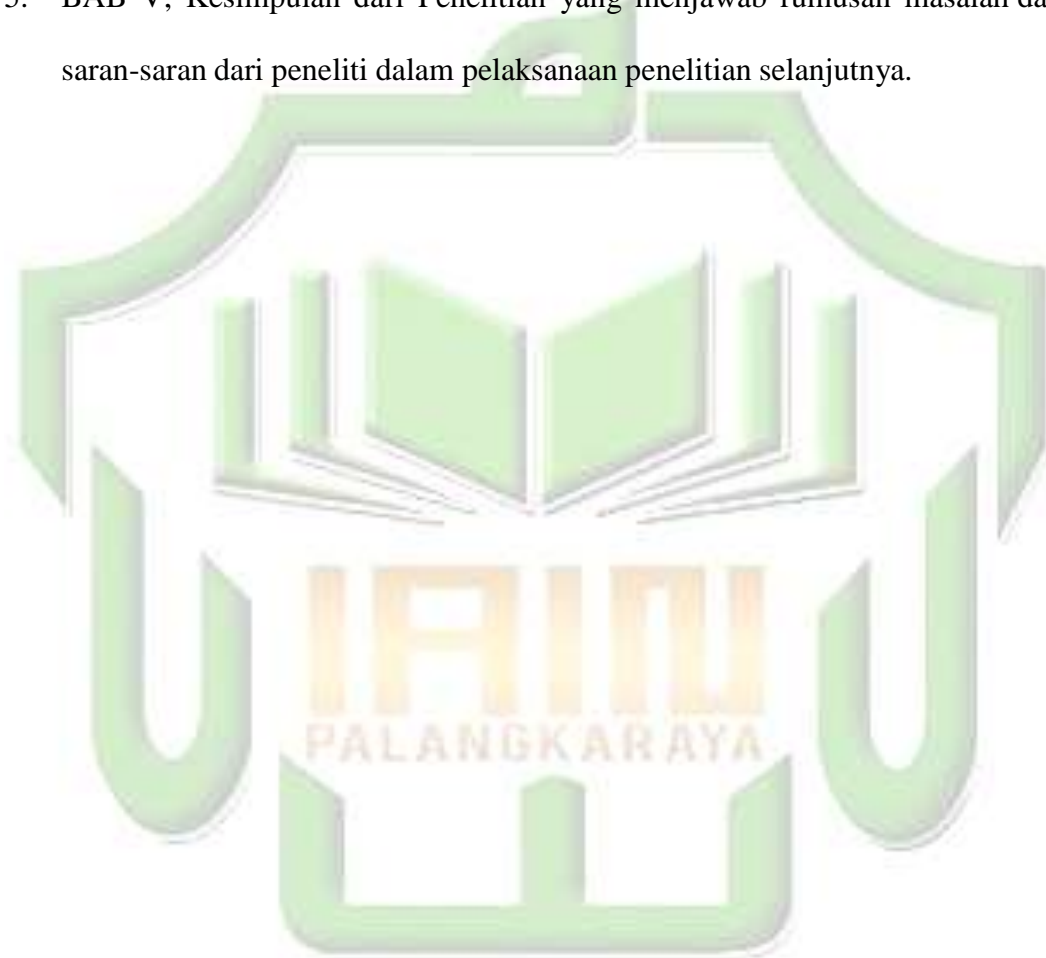 5. BAB V, Kesimpulan dari Penelitian yang menjawab rumusan masalah da
saran-saran dari peneliti dalam pelaksanaan penelitian selanjutnya.
IAIN
PALANGKARAYA